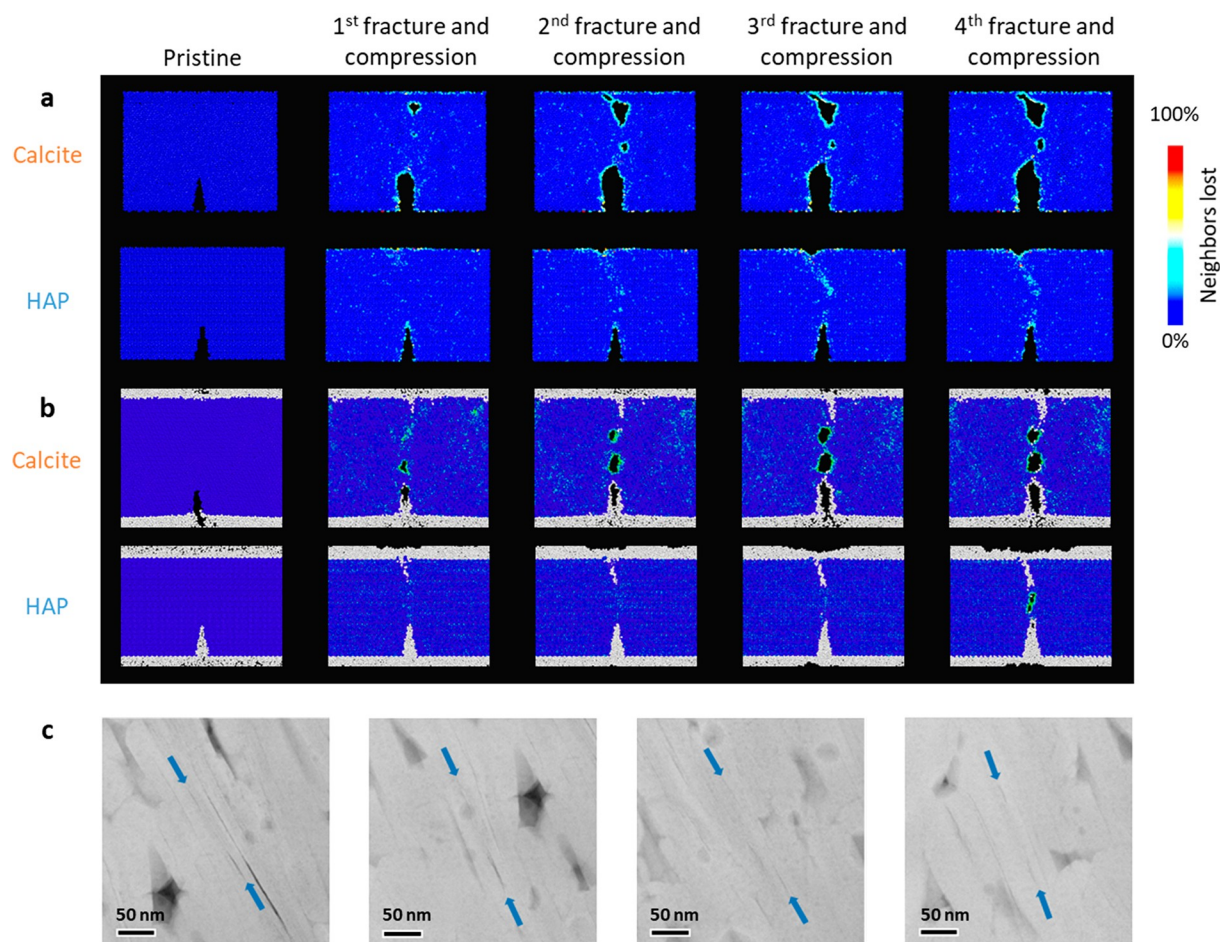 Pristine
1st fracture and
compression
2nd fracture and
compression
3rd fracture and
compression
4th fracture and
compression
a
Calcite
HAP
100%
Neighbors lost
0%
b
Calcite
HAP
c
50 nm
50 nm
50 nm
50 nm